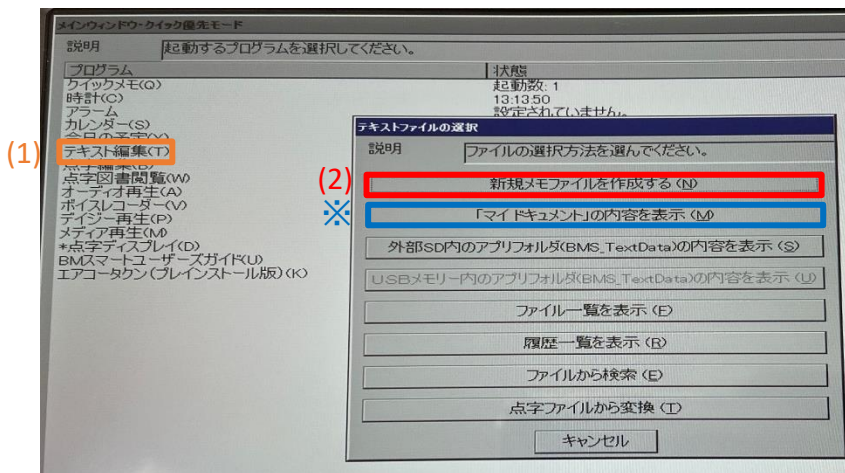 メインウィンドウ・クイック優先モード
説明 起動するプログラムを選択してください。
プログラム 状態
クイックメモ(Q) 起動数: 1
時計(C) 13:13:50
アラーム 設定されていません。
カレンダー(S)
今日の予定(Y)
(1)
テキスト編集(T)
点字編集(B)
点字図書閲覧(W)
オーディオ再生(A)
ボイスレコーダー(V)
デイジー再生(P)
メディア再生(M)
*点字ディスプレイ(D)
BMスマートユーザーズガイド(U)
エアコータクン(プレインストール版)(K)
テキストファイルの選択
説明 ファイルの選択方法を選んでください。
(2)
新規メモファイルを作成する (N)
※
「マイ ドキュメント」の内容を表示 (M)
外部SD内のアプリフォルダ(BMS_TextData)の内容を表示 (S)
USBメモリー内のアプリフォルダ(BMS_TextData)の内容を表示 (U)
ファイル一覧を表示 (F)
履歴一覧を表示 (R)
ファイルから検索 (E)
点字ファイルから変換 (T)
キャンセル